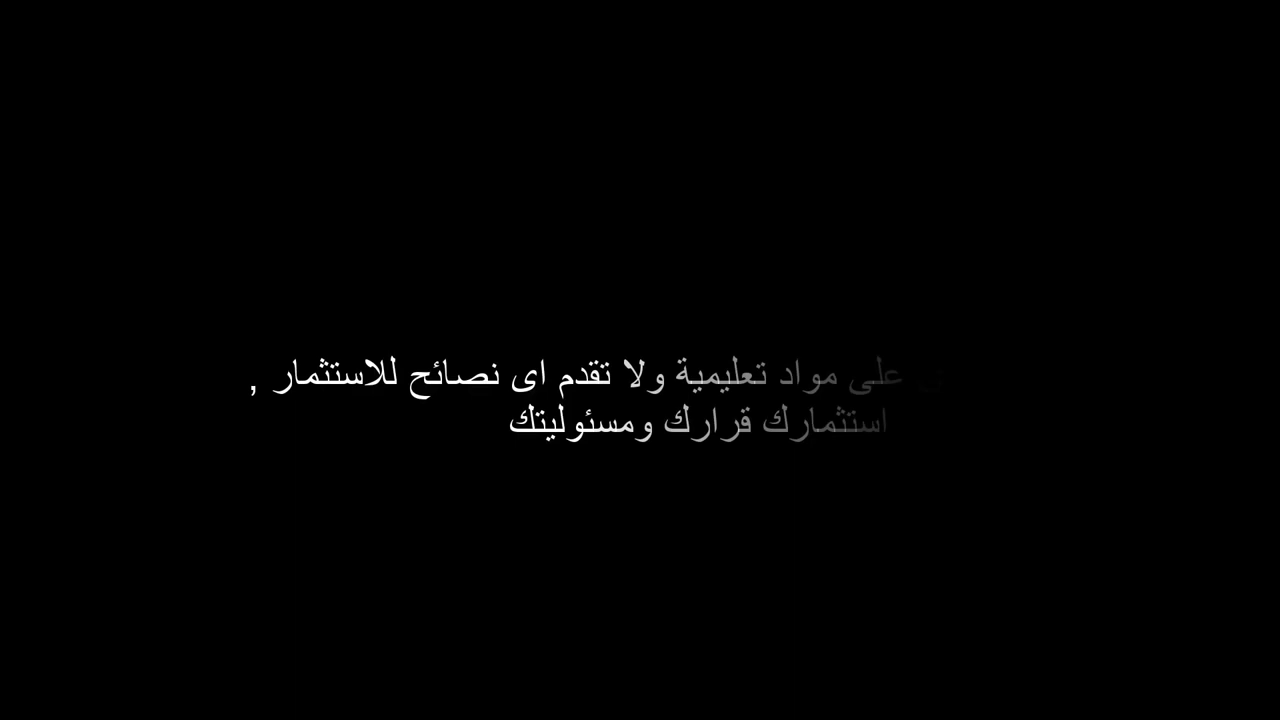 على مواد تعليمية ولا تقدم اى نصائح للاستثمار ,
استثمارك قرارك ومسئوليتك